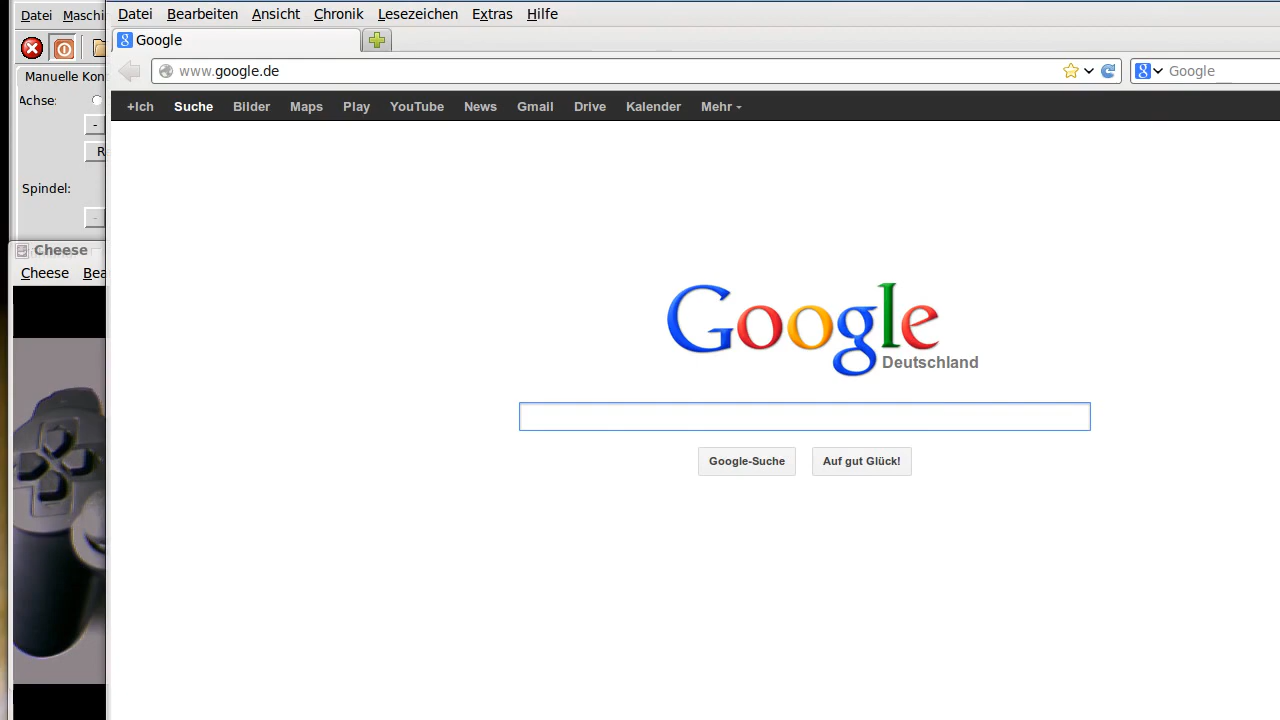 Datei Maschi
Datei Bearbeiten Ansicht Chronik Lesezeichen Extras Hilfe
Google
www.google.de
Google
Manuelle Kon
Achse:
-
R
Spindel:
-
+Ich Suche Bilder Maps Play YouTube News Gmail Drive Kalender Mehr
Cheese
Cheese Bea
Google
Deutschland
Google-Suche Auf gut Glück!